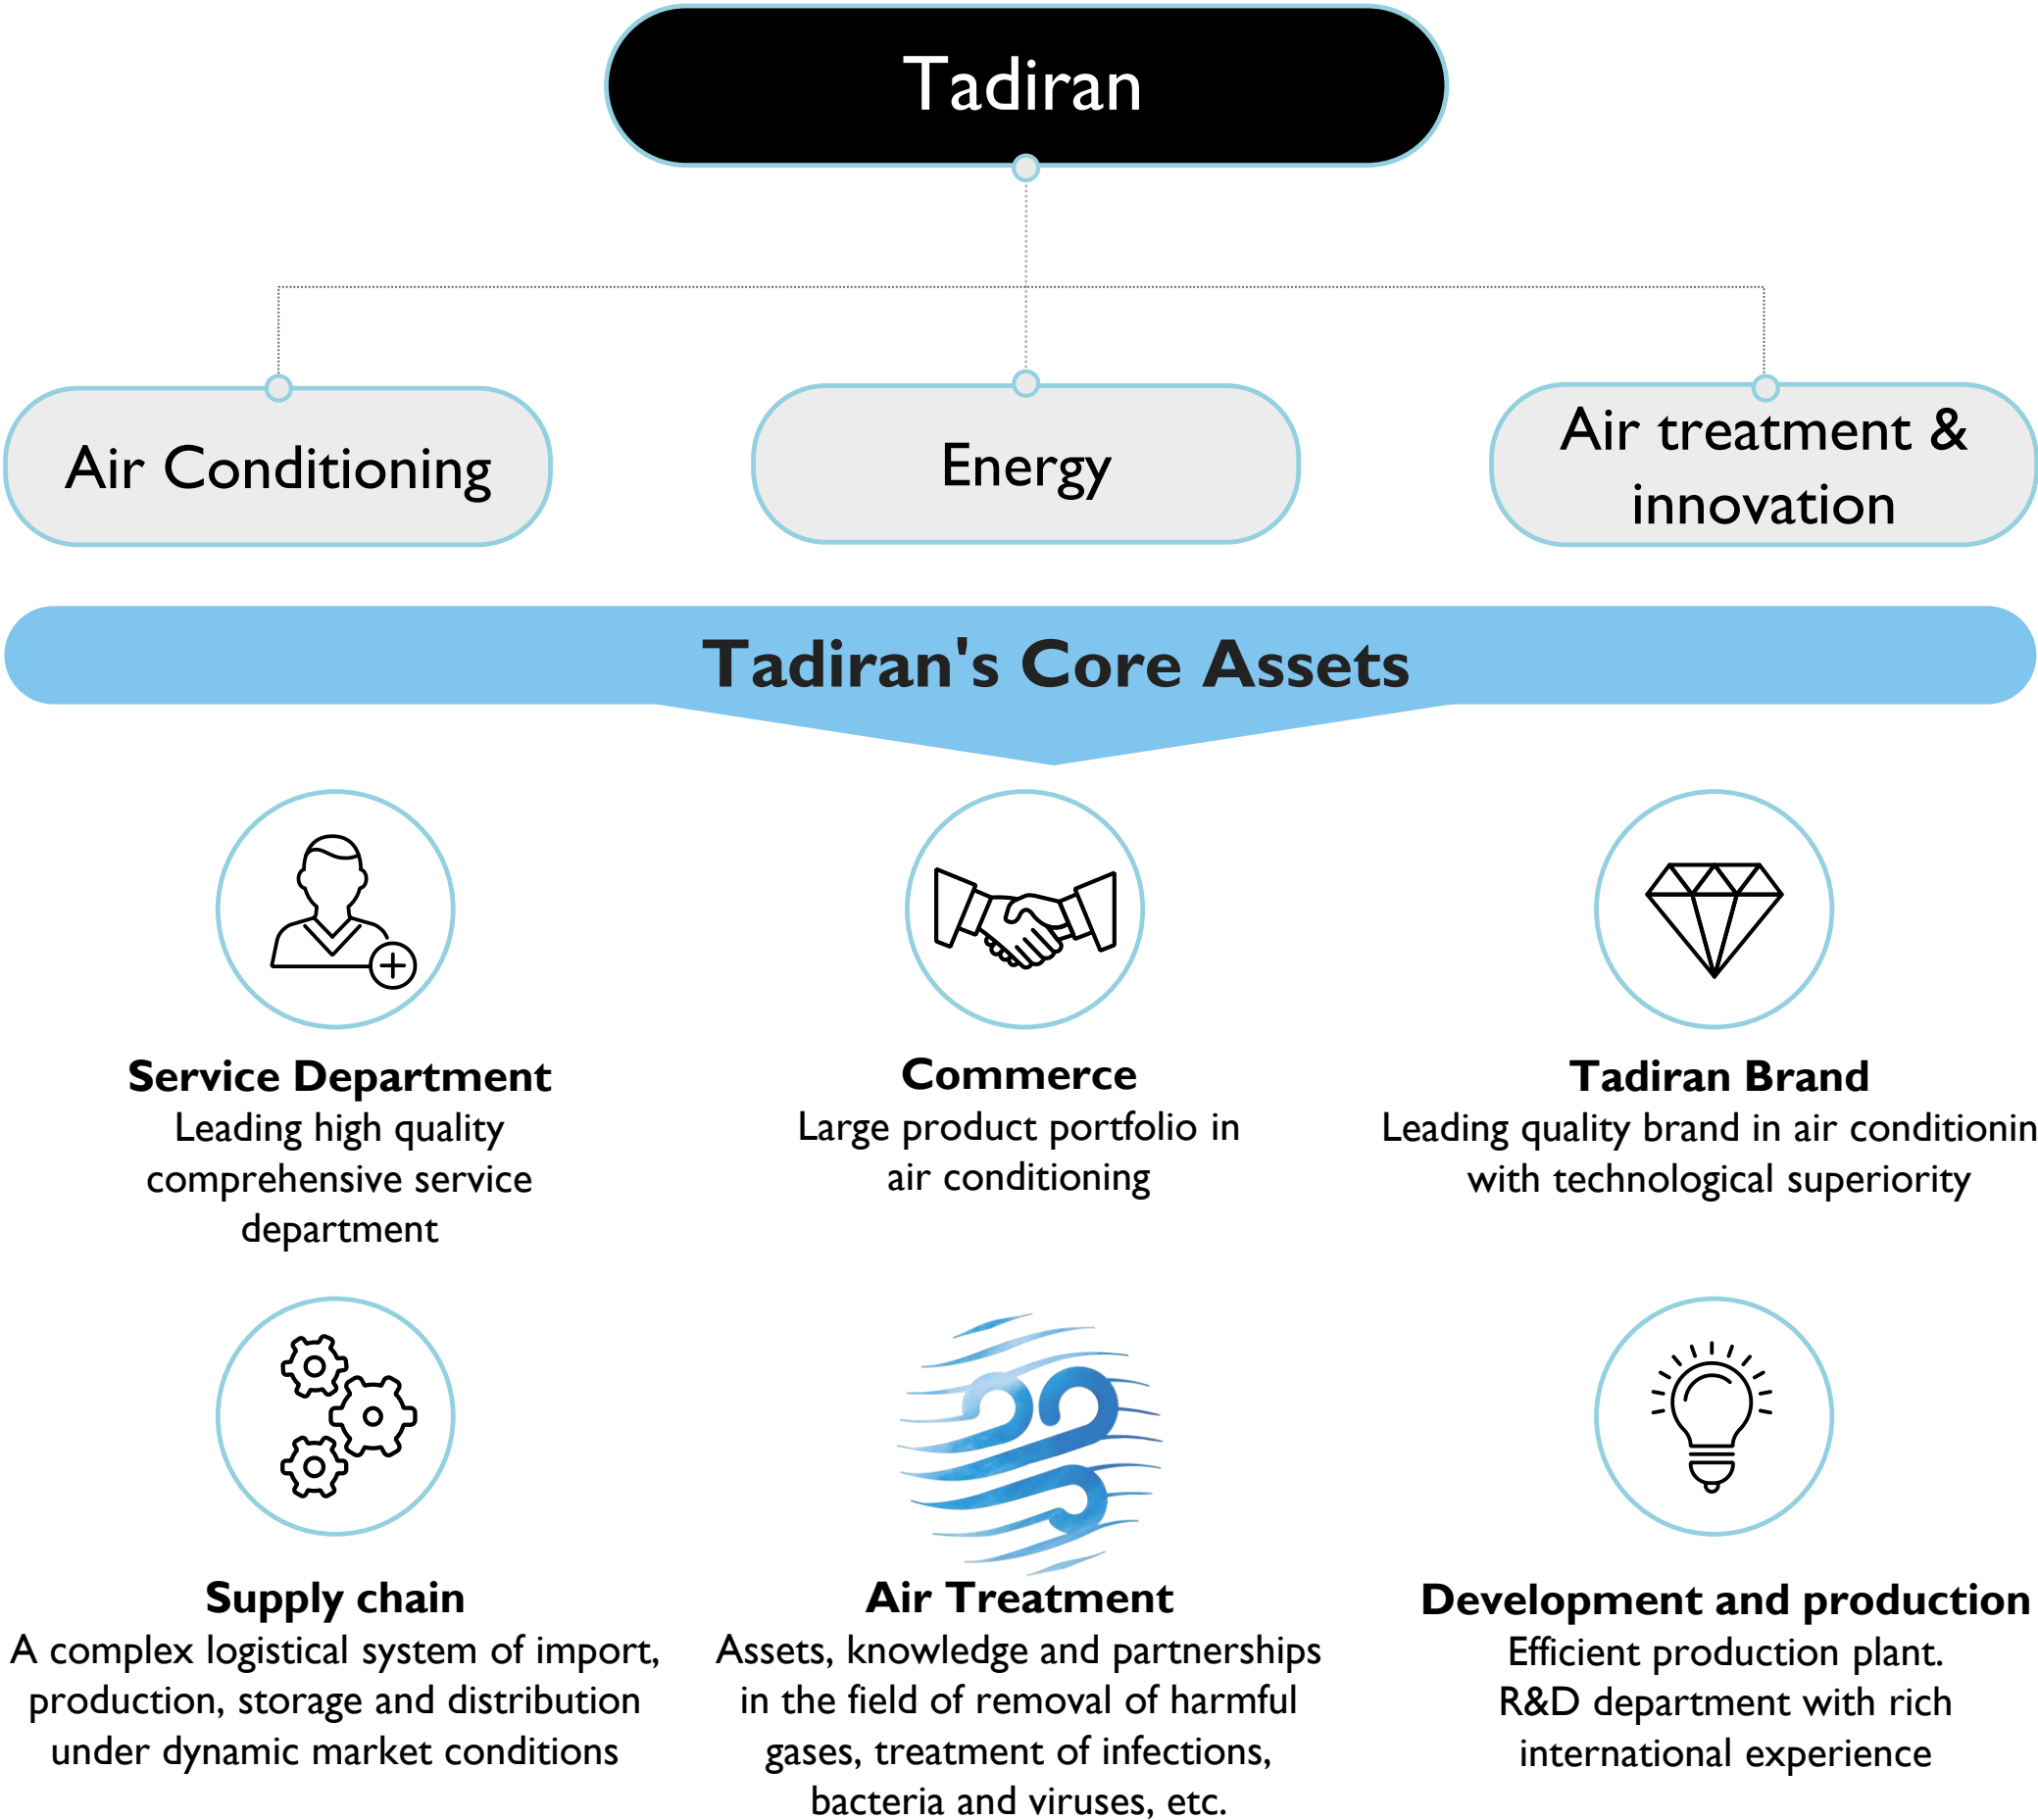 Tadiran
Air Conditioning
Energy
Air treatment &
innovation
Tadiran's Core Assets
Service Department
Leading high quality
comprehensive service
department
Commerce
Large product portfolio in
air conditioning
Tadiran Brand
Leading quality brand in air conditionin
with technological superiority
Supply chain
A complex logistical system of import,
production, storage and distribution
under dynamic market conditions
Air Treatment
Assets, knowledge and partnerships
in the field of removal of harmful
gases, treatment of infections,
bacteria and viruses, etc.
Development and production
Efficient production plant.
R&D department with rich
international experience